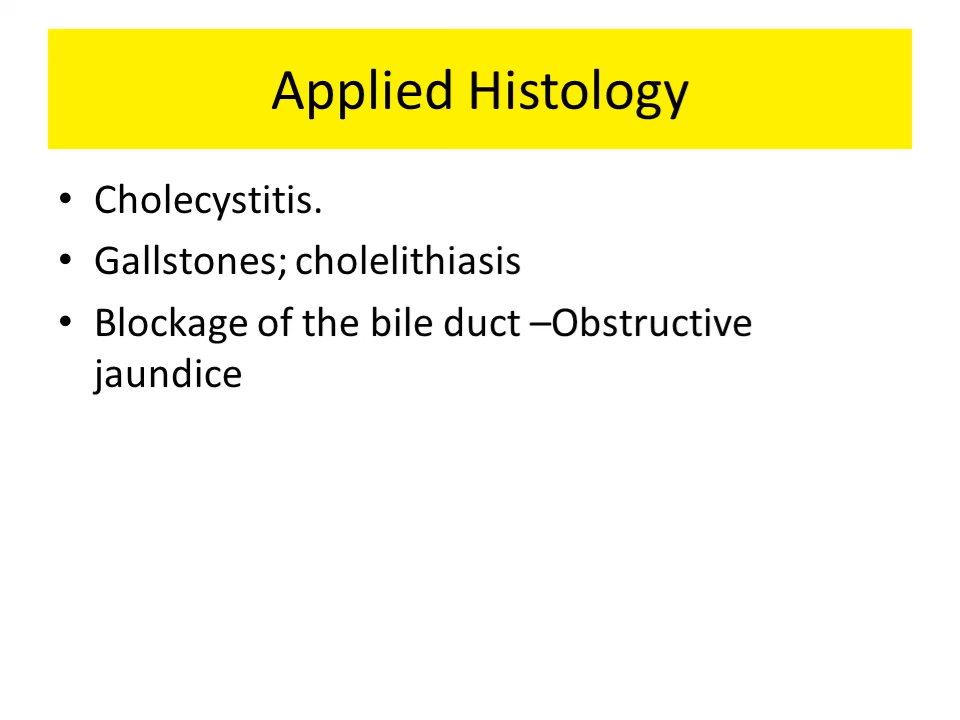 Applied Histology
• Cholecystitis.
• Gallstones; cholelithiasis
• Blockage of the bile duct –Obstructive
jaundice